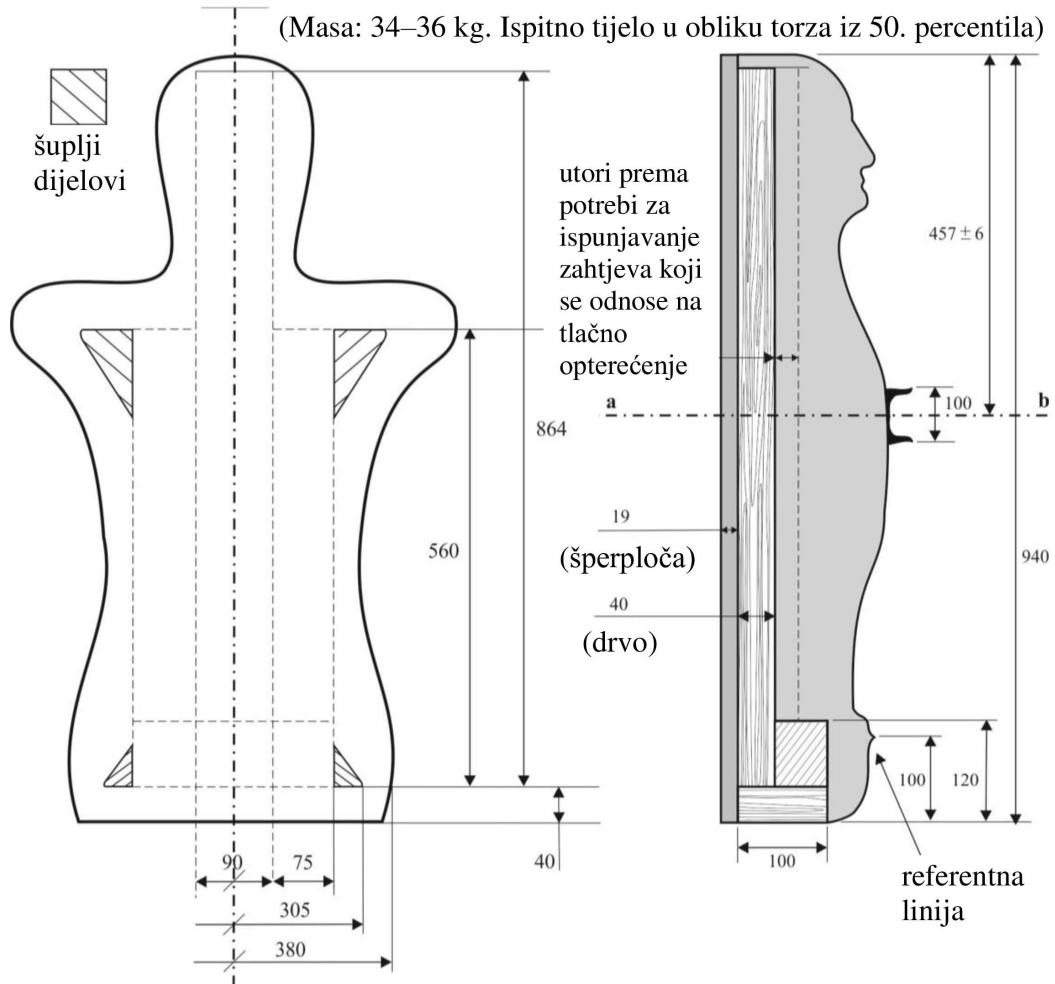 (Masa: 34–36 kg. Ispitno tijelo u obliku torza iz 50. percentila)
šuplji
dijelovi
utori prema
potrebi za
ispunjavanje
zahtjeva koji
se odnose na
tlačno
opterećenje
457 ± 6
a
b
100
864
560
19
(šperploča)
940
40
(drvo)
100
120
40
90
75
100
305
380
referentna
linija